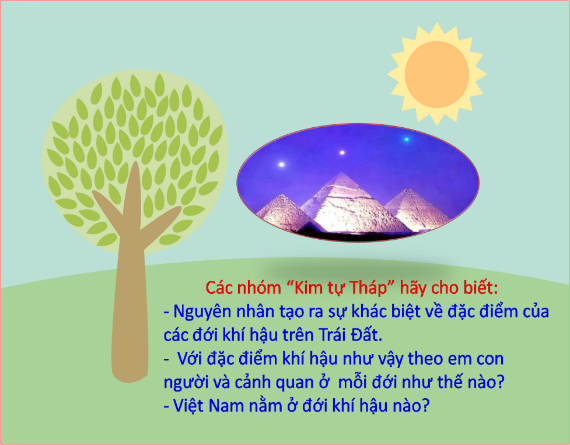 Các nhóm “Kim tự Tháp” hãy cho biết:
- Nguyên nhân tạo ra sự khác biệt về đặc điểm của
các đới khí hậu trên Trái Đất.
- Với đặc điểm khí hậu như vậy theo em con
người và cảnh quan ở mỗi đới như thế nào?
- Việt Nam nằm ở đới khí hậu nào?